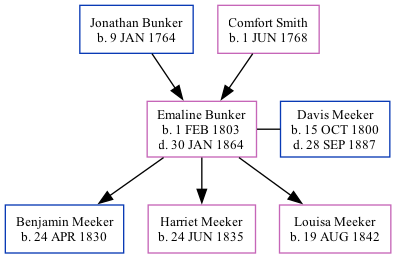 Jonathan Bunker
b. 9 JAN 1764
Comfort Smith
b. 1 JUN 1768
Emaline Bunker
b. 1 FEB 1803
d. 30 JAN 1864
Davis Meeker
b. 15 OCT 1800
d. 28 SEP 1887
Benjamin Meeker
b. 24 APR 1830
Harriet Meeker
b. 24 JUN 1835
Louisa Meeker
b. 19 AUG 1842